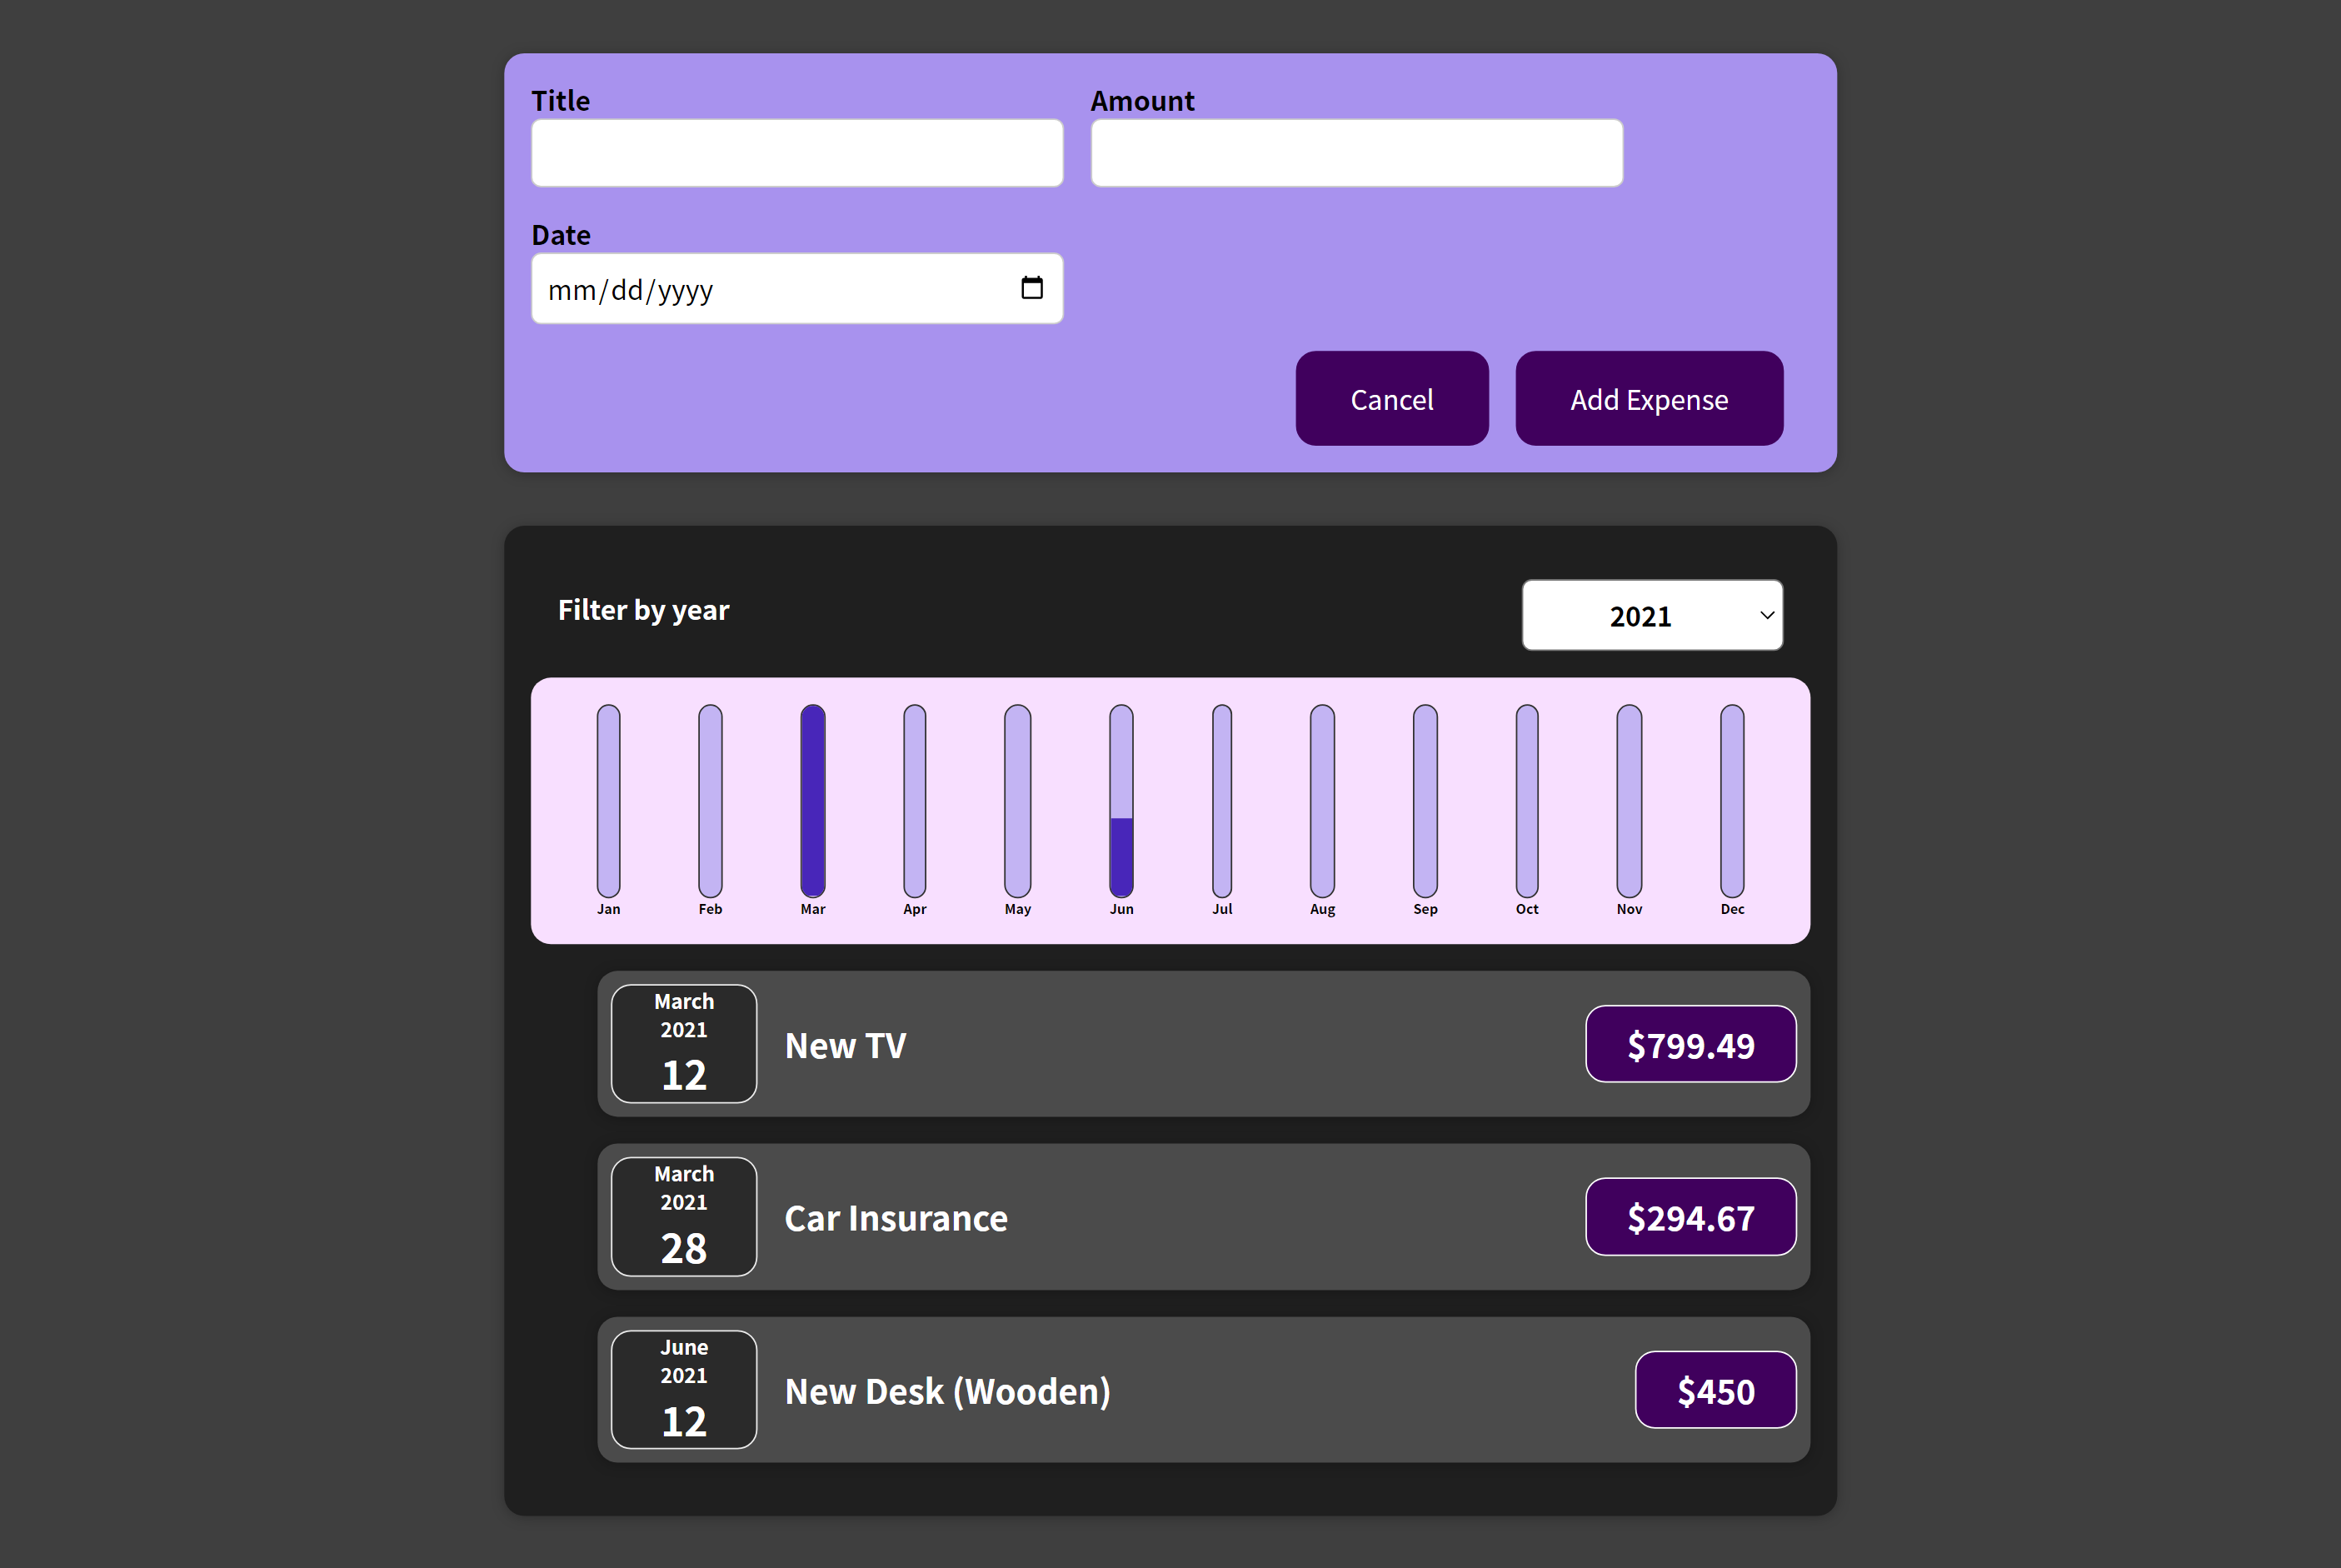 Title
Amount
Date
mm/dd/yyyy
Cancel
Add Expense
Filter by year
2021
Jan
Feb
Mar
Apr
May
Jun
Jul
Aug
Sep
Oct
Nov
Dec
March
2021
12
New TV
$799.49
March
2021
28
Car Insurance
$294.67
June
2021
12
New Desk (Wooden)
$450